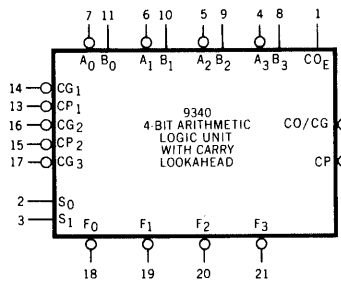 7 11 6 10 5 9 4 8 1
A0 B0 A1 B1 A2 B2 A3 B3 COE
14 CG1
13 CP1
16 CG2
15 CP2
17 CG3
9340
4-BIT ARITHMETIC
LOGIC UNIT
WITH CARRY
LOOKAHEAD
CO/CG
CP
2 S0
3 S1
F0 F1 F2 F3
18 19 20 21